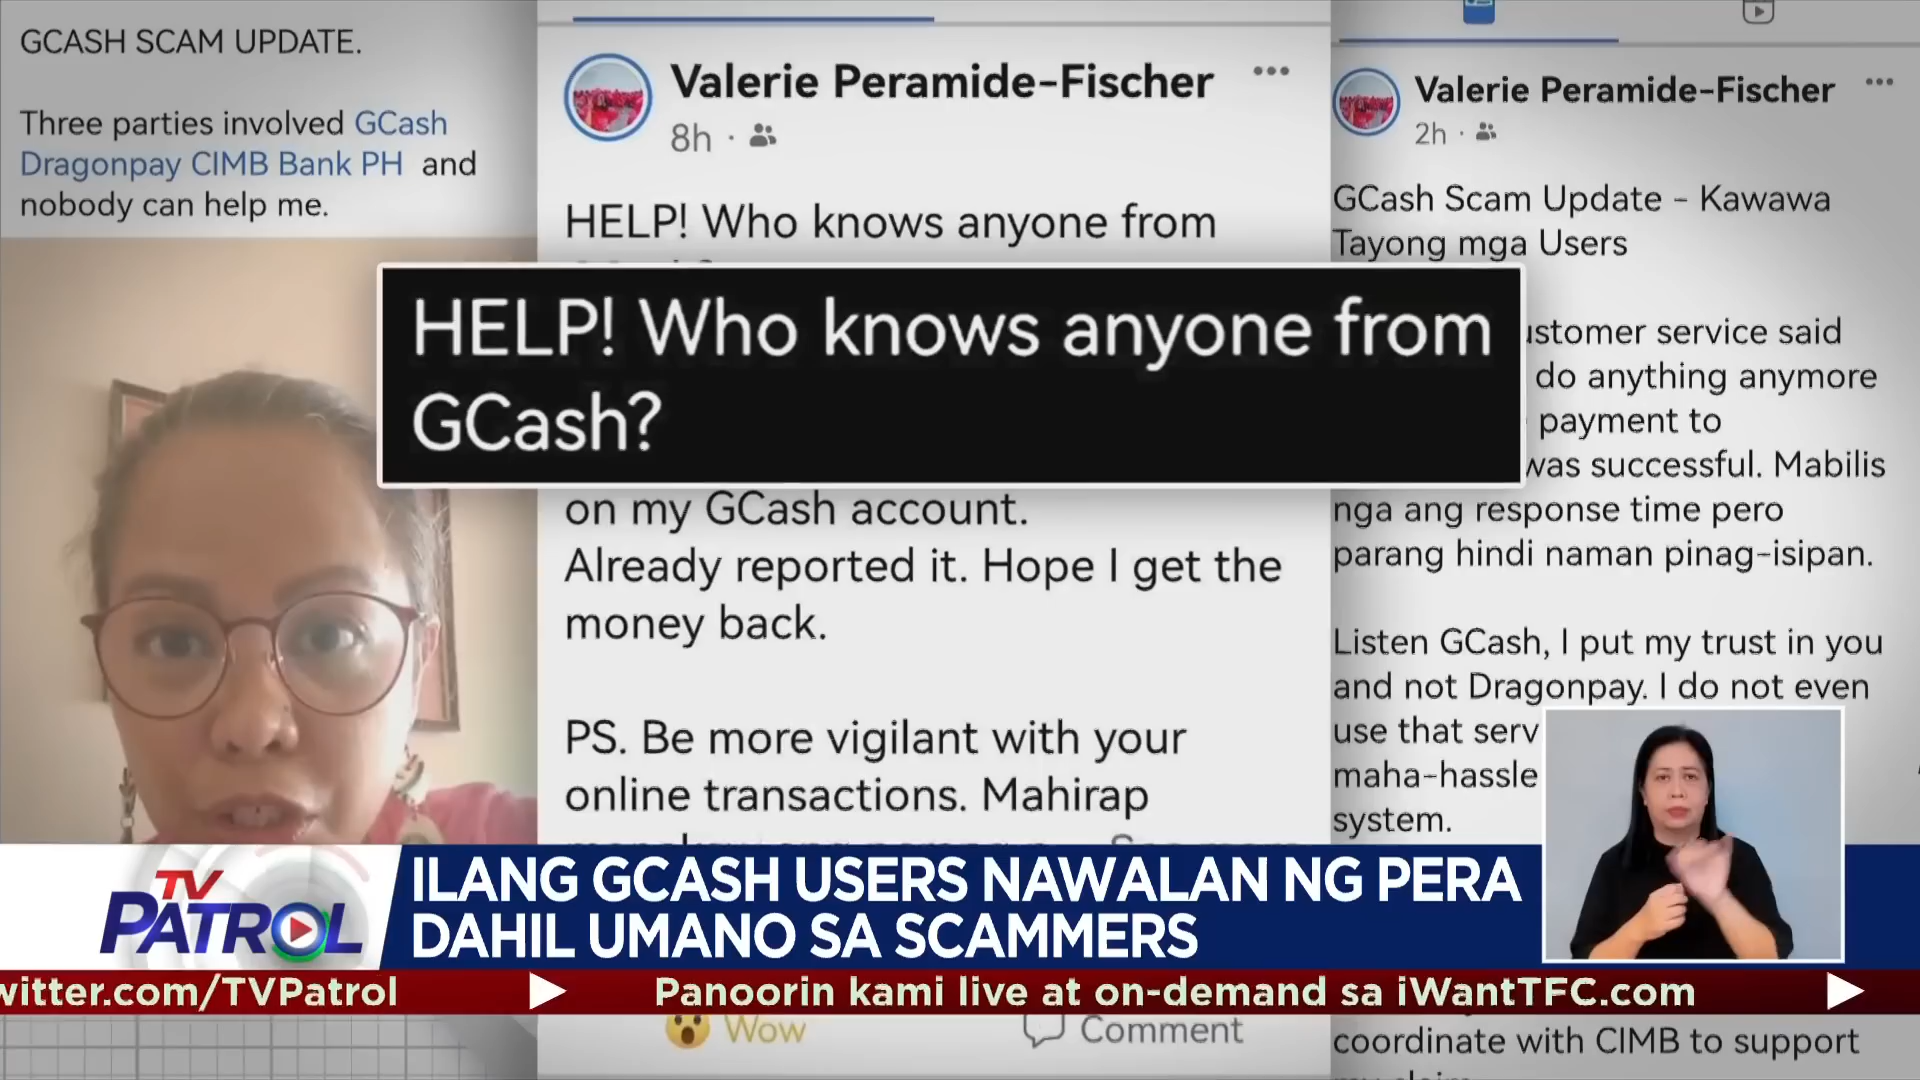 GCASH SCAM UPDATE.
Three parties involved GCash
Dragonpay CIMB Bank PH and
nobody can help me.
Valerie Peramide-Fischer
8h
HELP! Who knows anyone from
HELP! Who knows anyone from
GCash?
on my GCash account.
Already reported it. Hope I get the
money back.
PS. Be more vigilant with your
online transactions. Mahirap
Wow
Comment
Valerie Peramide-Fischer
2h
GCash Scam Update - Kawawa
Tayong mga Users
ustomer service said
do anything anymore
payment to
was successful. Mabilis
nga ang response time pero
parang hindi naman pinag-isipan.
Listen GCash, I put my trust in you
and not Dragonpay. I do not even
use that serv
maha-hassle
system.
coordinate with CIMB to support
TV PATROL
ILANG GCASH USERS NAWALAN NG PERA
DAHIL UMANO SA SCAMMERS
witter.com/TVPatrol
Panoorin kami live at on-demand sa iWantTFC.com